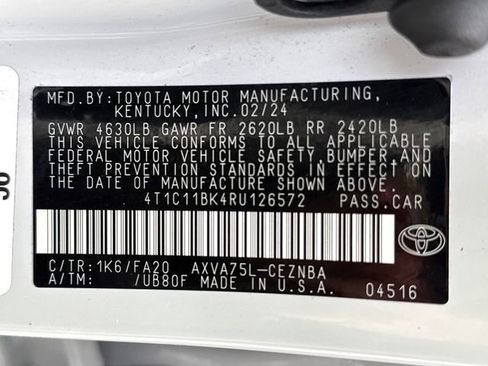 MFD.BY:TOYOTA MOTOR MANUFACTURING,
KENTUCKY,INC.02/24
GVWR 4630LB GAWR FR 2620LB RR 2420LB
THIS VEHICLE CONFORMS TO ALL APPLICABLE
FEDERAL MOTOR VEHICLE SAFETY,BUMPER,AND
THEFT PREVENTION STANDARDS IN EFFECT ON
THE DATE OF MANUFACTURE SHOWN ABOVE.
4T1C11BK4RU126572 PASS.CAR
C/TR:1K6/FA20 AXVA75L-CEZNBA
A/TM: /UB80F MADE IN U.S.A. 04516